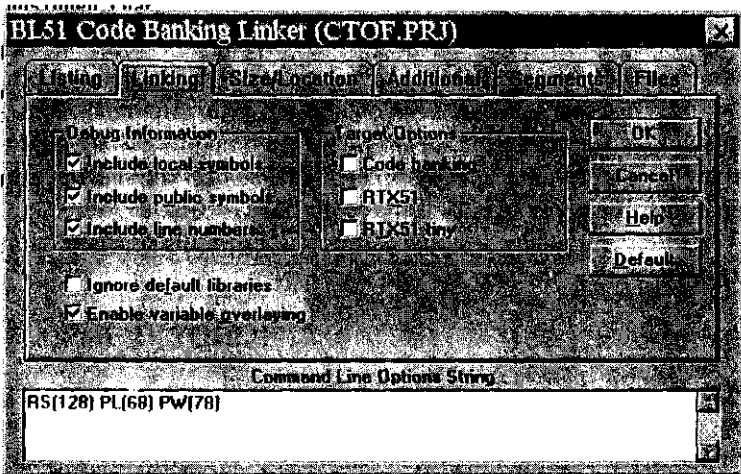 BL51 Code Banking Linker (CTOF.PRJ)
Listing Linking Size/Location Additional Segments Files
Debug Information
Include local symbols
Include public symbols
Include line numbers
Target Options
Code banking
RTX51
RTX51 tiny
OK
Cancel
Help
Default
Ignore default libraries
Enable variable overlaying
Command Line Options String
RS(128) PL(68) PW(78)